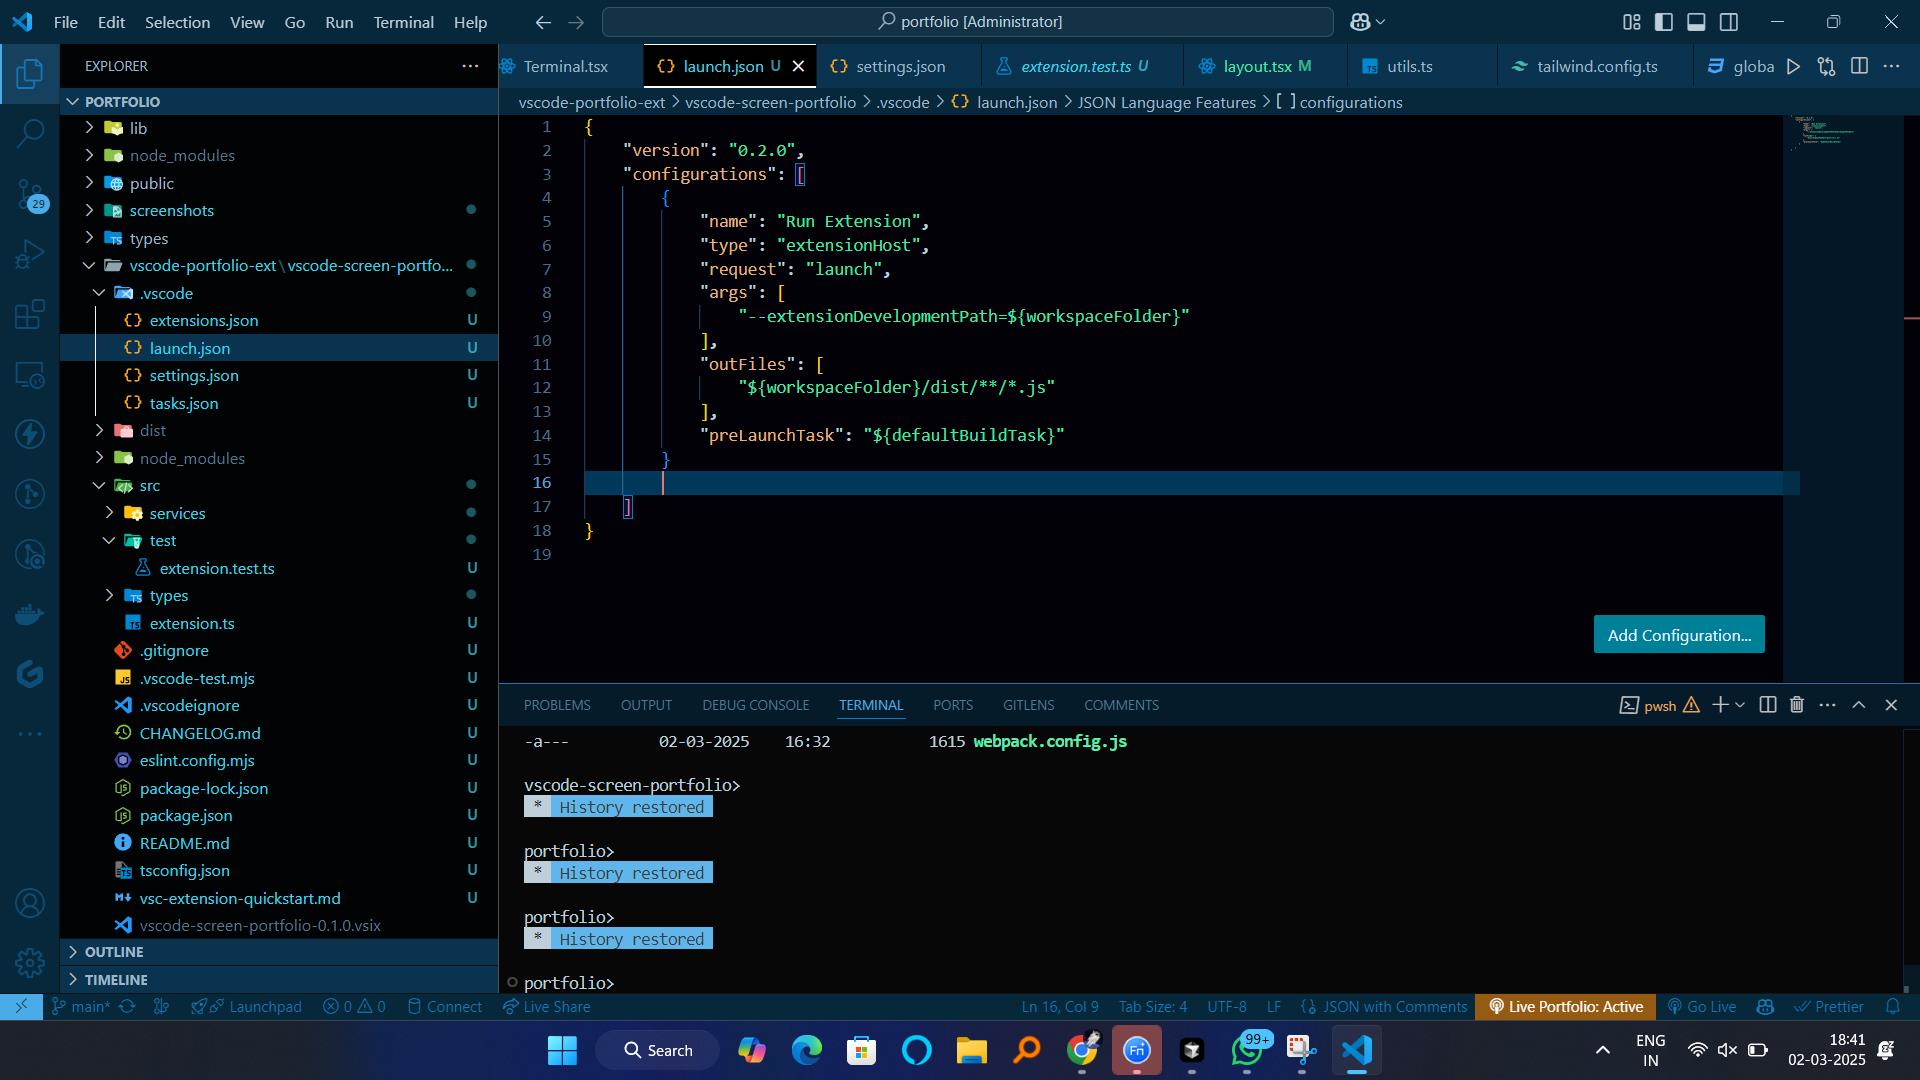 File Edit Selection View Go Run Terminal Help
portfolio [Administrator]
EXPLORER
PORTFOLIO
lib
node_modules
public
screenshots
types
vscode-portfolio-ext\vscode-screen-portfo...
.vscode
extensions.json U
launch.json U
settings.json U
tasks.json U
dist
node_modules
src
services
test
extension.test.ts U
types
extension.ts U
.gitignore U
.vscode-test.mjs U
.vscodeignore U
CHANGELOG.md U
eslint.config.mjs U
package-lock.json U
package.json U
README.md U
tsconfig.json U
vsc-extension-quickstart.md U
vscode-screen-portfolio-0.1.0.vsix
OUTLINE
TIMELINE
29
Terminal.tsx launch.json U settings.json extension.test.ts U layout.tsx M utils.ts tailwind.config.ts globa
vscode-portfolio-ext > vscode-screen-portfolio > .vscode > {} launch.json > JSON Language Features > [ ] configurations
1 {
2 "version": "0.2.0",
3 "configurations": [
4 {
5 "name": "Run Extension",
6 "type": "extensionHost",
7 "request": "launch",
8 "args": [
9 "--extensionDevelopmentPath=${workspaceFolder}"
10 ],
11 "outFiles": [
12 "${workspaceFolder}/dist/**/*.js"
13 ],
14 "preLaunchTask": "${defaultBuildTask}"
15 }
16
17 ]
18 }
19
Add Configuration...
PROBLEMS OUTPUT DEBUG CONSOLE TERMINAL PORTS GITLENS COMMENTS
pwsh
-a--- 02-03-2025 16:32 1615 webpack.config.js
vscode-screen-portfolio>
* History restored
portfolio>
* History restored
portfolio>
* History restored
portfolio>
main* Launchpad 0 0 Connect Live Share Ln 16, Col 9 Tab Size: 4 UTF-8 LF {} JSON with Comments Live Portfolio: Active Go Live Prettier
Search
Fn
99+
ENG
IN
18:41
02-03-2025